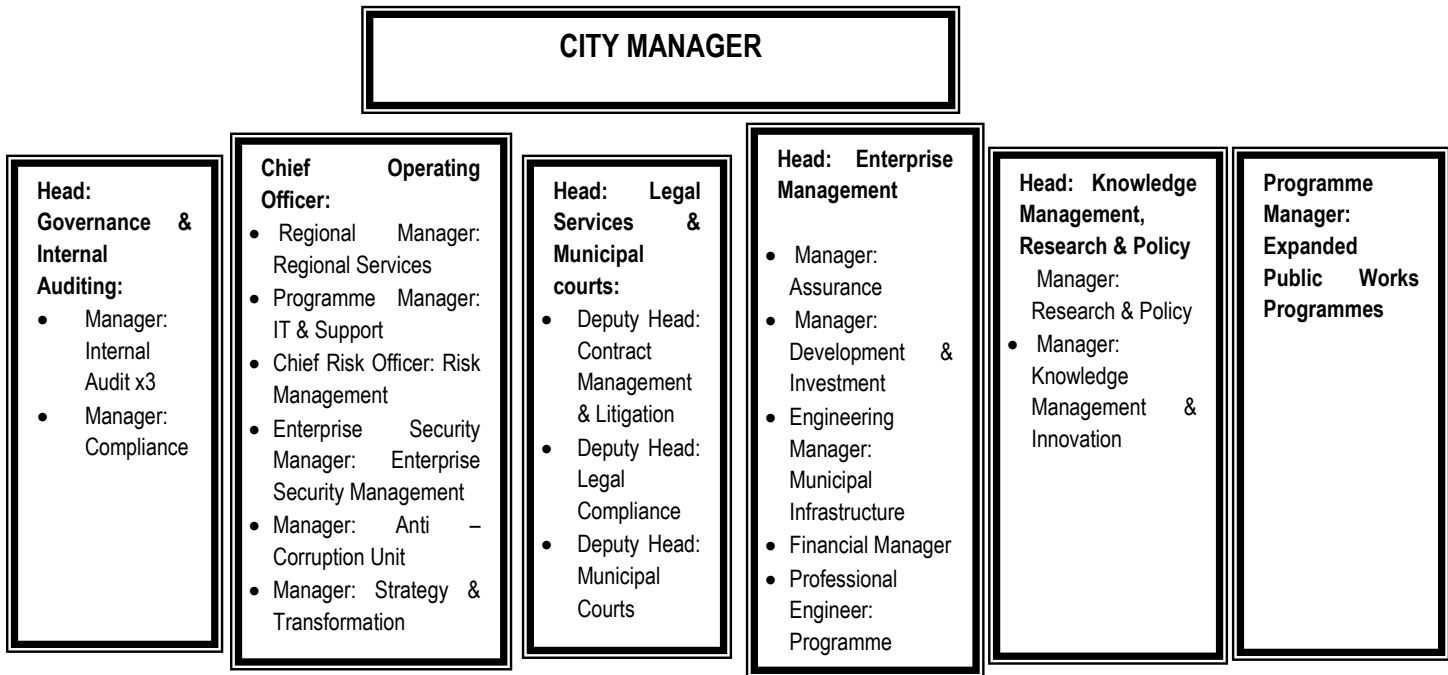 CITY MANAGER
Head:
Governance &
Internal
Auditing:
• Manager:
Internal
Audit x3
• Manager:
Compliance
Chief Operating
Officer:
• Regional Manager:
Regional Services
• Programme Manager:
IT & Support
• Chief Risk Officer: Risk
Management
• Enterprise Security
Manager: Enterprise
Security Management
• Manager: Anti –
Corruption Unit
• Manager: Strategy &
Transformation
Head: Legal
Services &
Municipal
courts:
• Deputy Head:
Contract
Management
& Litigation
• Deputy Head:
Legal
Compliance
• Deputy Head:
Municipal
Courts
Head: Enterprise
Management
• Manager:
Assurance
• Manager:
Development &
Investment
• Engineering
Manager:
Municipal
Infrastructure
• Financial Manager
• Professional
Engineer:
Programme
Head: Knowledge
Management,
Research & Policy
Manager:
Research & Policy
• Manager:
Knowledge
Management &
Innovation
Programme
Manager:
Expanded
Public Works
Programmes